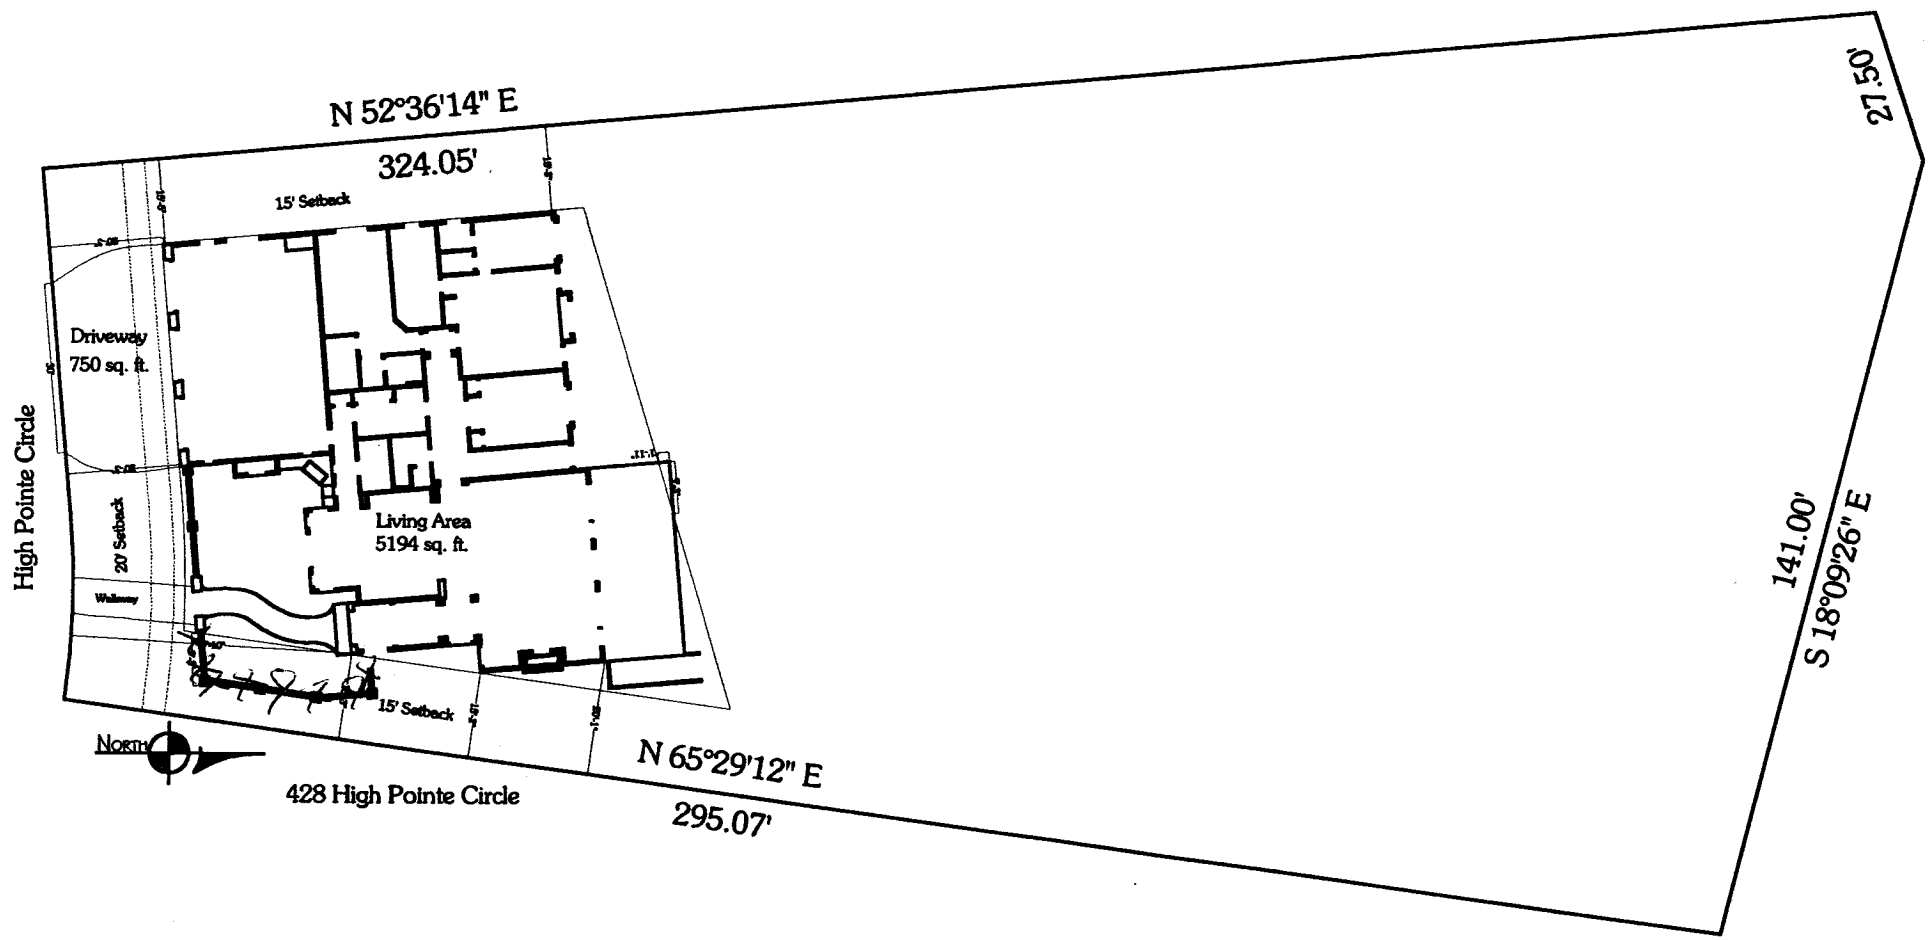 N 52°36'14" E
324.05'
27.50'
15' Setback
Driveway
750 sq. ft.
High Pointe Circle
20' Setback
Walkway
Living Area
5194 sq. ft.
141.00'
S 18°09'26" E
15' Setback
NORTH
N 65°29'12" E
428 High Pointe Circle
295.07'